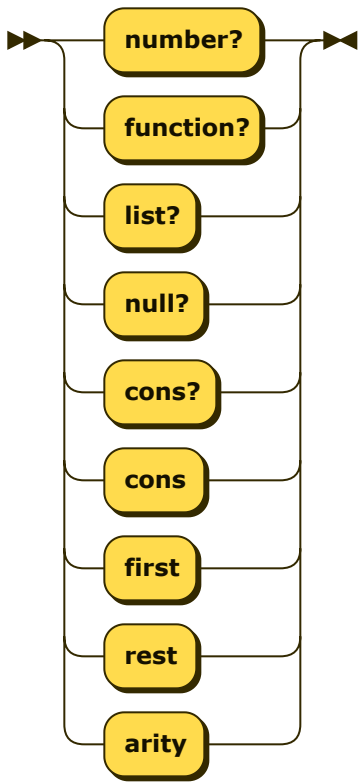 number?
function?
list?
null?
cons?
cons
first
rest
arity